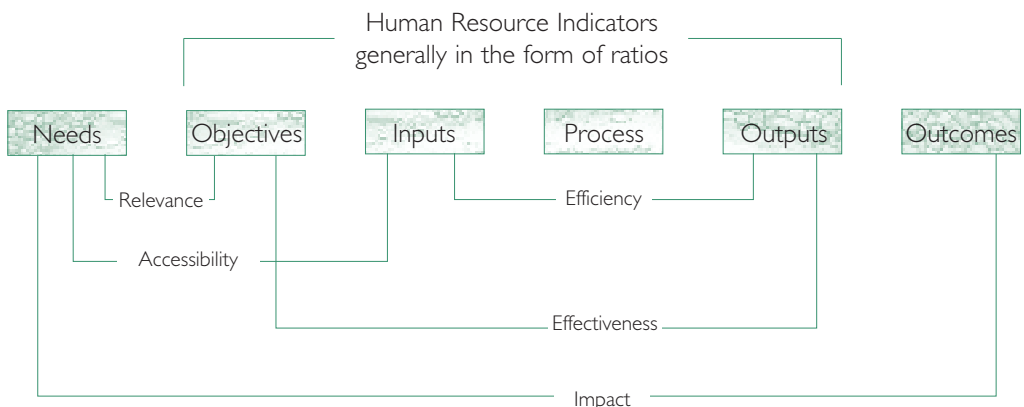 Human Resource Indicators
generally in the form of ratios
Needs Objectives Inputs Process Outputs Outcomes
Relevance Efficiency
Accessibility
Effectiveness
Impact